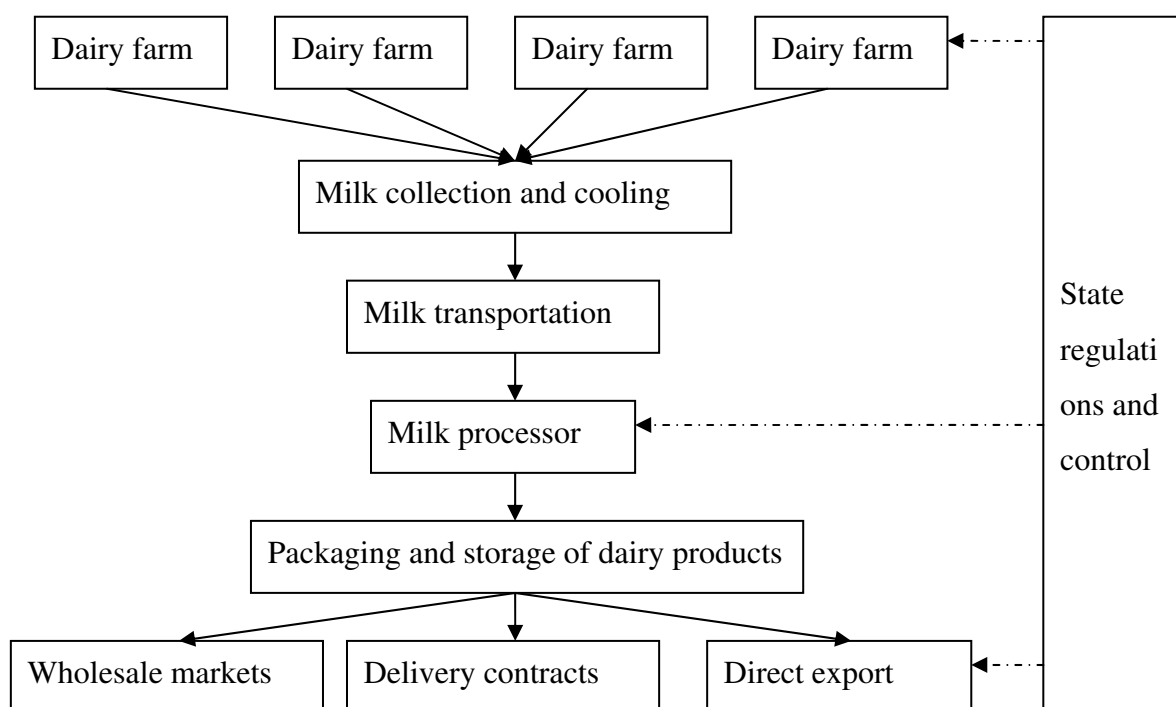 Dairy farm
Dairy farm
Dairy farm
Dairy farm
Milk collection and cooling
Milk transportation
Milk processor
Packaging and storage of dairy products
Wholesale markets
Delivery contracts
Direct export
State
regulati
ons and
control